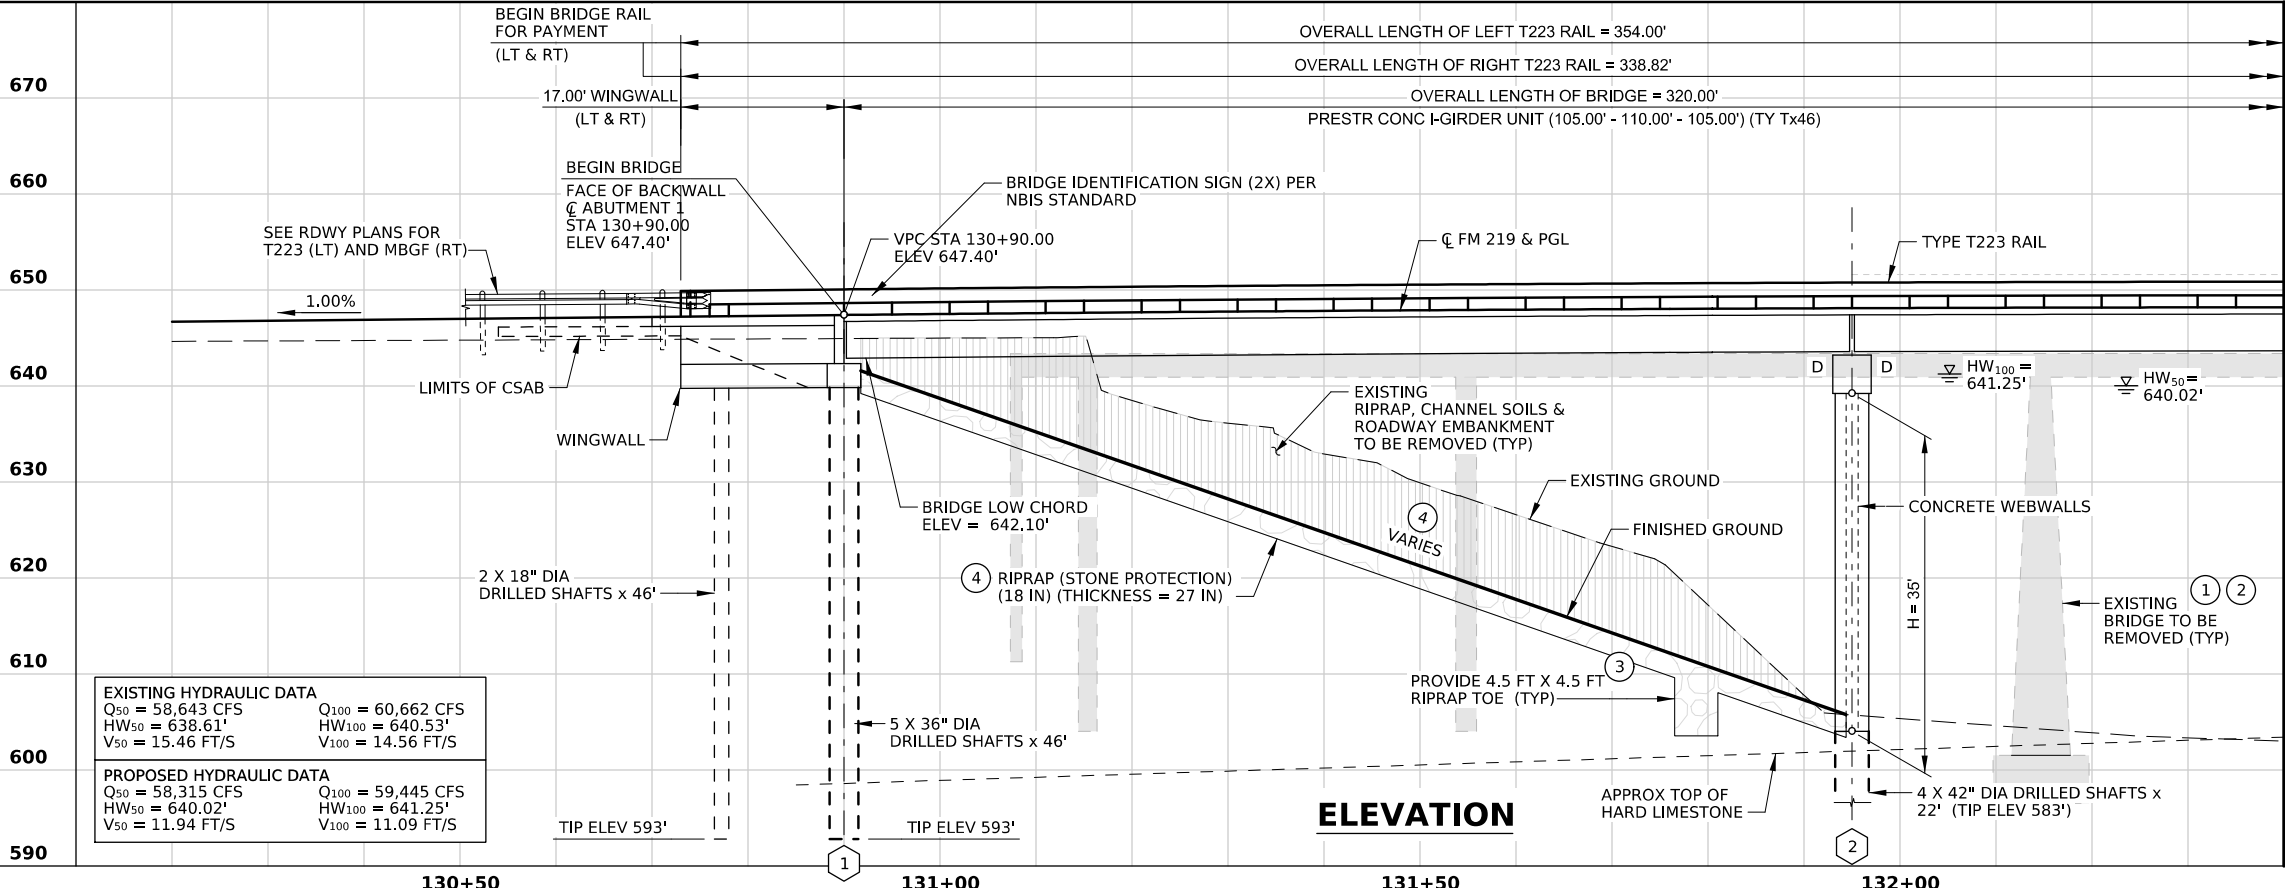 BEGIN BRIDGE RAIL
FOR PAYMENT
(LT & RT)
OVERALL LENGTH OF LEFT T223 RAIL = 354.00'
OVERALL LENGTH OF RIGHT T223 RAIL = 338.82'
17.00' WINGWALL
(LT & RT)
OVERALL LENGTH OF BRIDGE = 320.00'
PRESTR CONC I-GIRDER UNIT (105.00' - 110.00' - 105.00') (TY Tx46)
670
660
650
640
630
620
610
600
590
BEGIN BRIDGE
FACE OF BACKWALL
℄ ABUTMENT 1
STA 130+90.00
ELEV 647.40'
BRIDGE IDENTIFICATION SIGN (2X) PER
NBIS STANDARD
SEE RDWY PLANS FOR
T223 (LT) AND MBGF (RT)
VPC STA 130+90.00
ELEV 647.40'
℄ FM 219 & PGL
TYPE T223 RAIL
1.00%
LIMITS OF CSAB
WINGWALL
EXISTING
RIPRAP, CHANNEL SOILS &
ROADWAY EMBANKMENT
TO BE REMOVED (TYP)
D
D
HW100 =
641.25'
HW50=
640.02'
BRIDGE LOW CHORD
ELEV = 642.10'
EXISTING GROUND
FINISHED GROUND
CONCRETE WEBWALLS
4
VARIES
2 X 18" DIA
DRILLED SHAFTS x 46'
4
RIPRAP (STONE PROTECTION)
(18 IN) (THICKNESS = 27 IN)
H = 35'
EXISTING
BRIDGE TO BE
REMOVED (TYP)
1
2
3
PROVIDE 4.5 FT X 4.5 FT
RIPRAP TOE (TYP)
5 X 36" DIA
DRILLED SHAFTS x 46'
EXISTING HYDRAULIC DATA
Q50 = 58,643 CFS Q100 = 60,662 CFS
HW50 = 638.61' HW100 = 640.53'
V50 = 15.46 FT/S V100 = 14.56 FT/S
PROPOSED HYDRAULIC DATA
Q50 = 58,315 CFS Q100 = 59,445 CFS
HW50 = 640.02' HW100 = 641.25'
V50 = 11.94 FT/S V100 = 11.09 FT/S
TIP ELEV 593'
TIP ELEV 593'
ELEVATION
APPROX TOP OF
HARD LIMESTONE
4 X 42" DIA DRILLED SHAFTS x
22' (TIP ELEV 583')
1
2
130+50
131+00
131+50
132+00